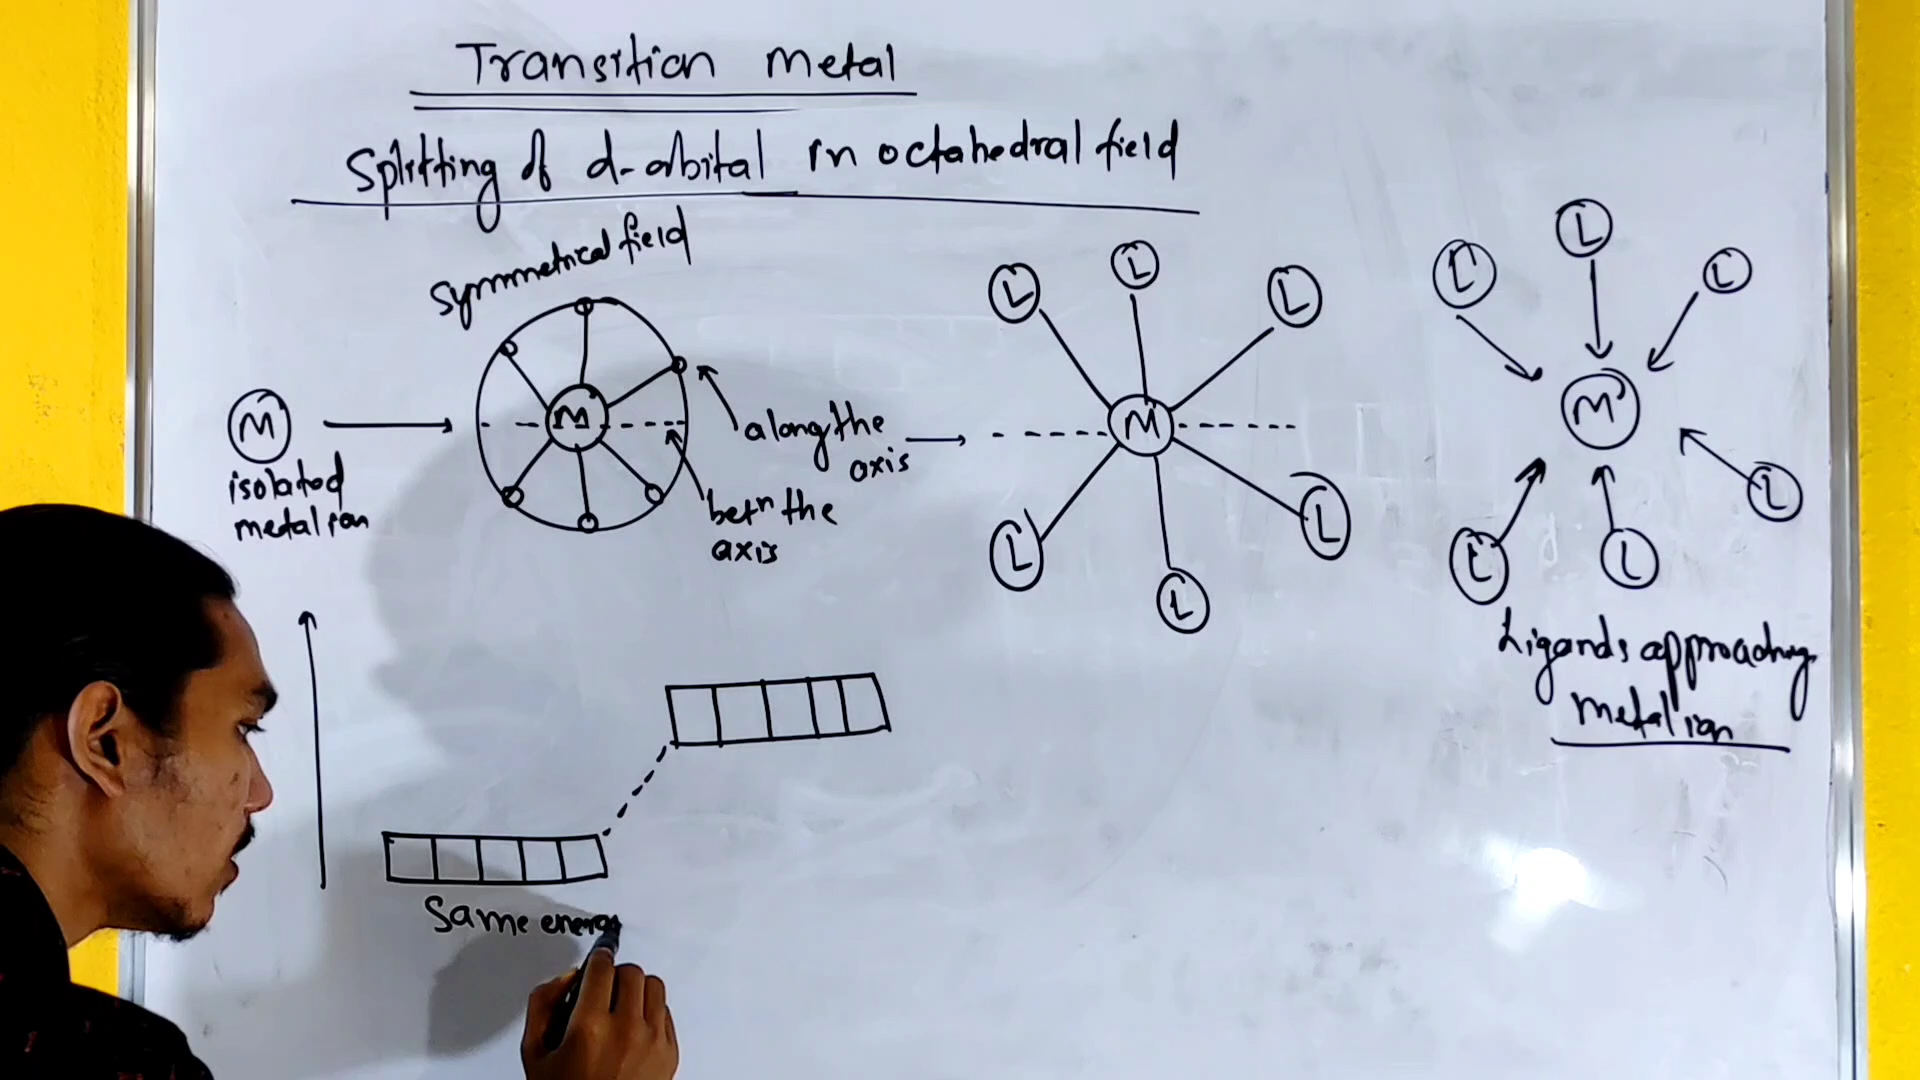 Transition metal
Splitting of d-orbital in octahedral field
symmetrical field
M
isolated
metal ion
M
along the
axis
betn the
axis
L
L
L
M
L
L
L
L
L
L
M
L
L
L
Ligands approaching
metal ion
Same energy